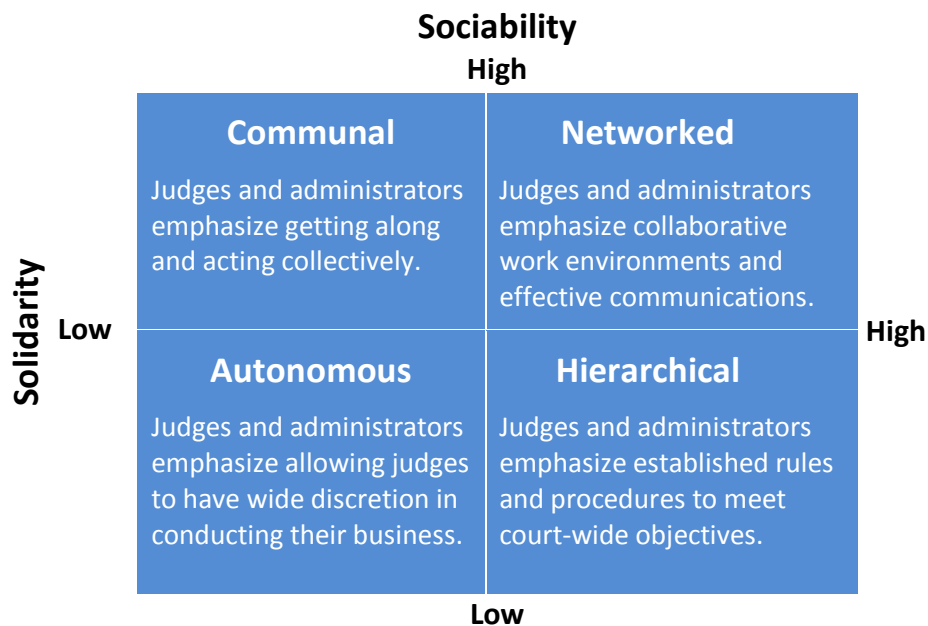 Sociability
High
Communal
Judges and administrators
emphasize getting along
and acting collectively.
Networked
Judges and administrators
emphasize collaborative
work environments and
effective communications.
Solidarity
Low
High
Autonomous
Judges and administrators
emphasize allowing judges
to have wide discretion in
conducting their business.
Hierarchical
Judges and administrators
emphasize established rules
and procedures to meet
court-wide objectives.
Low